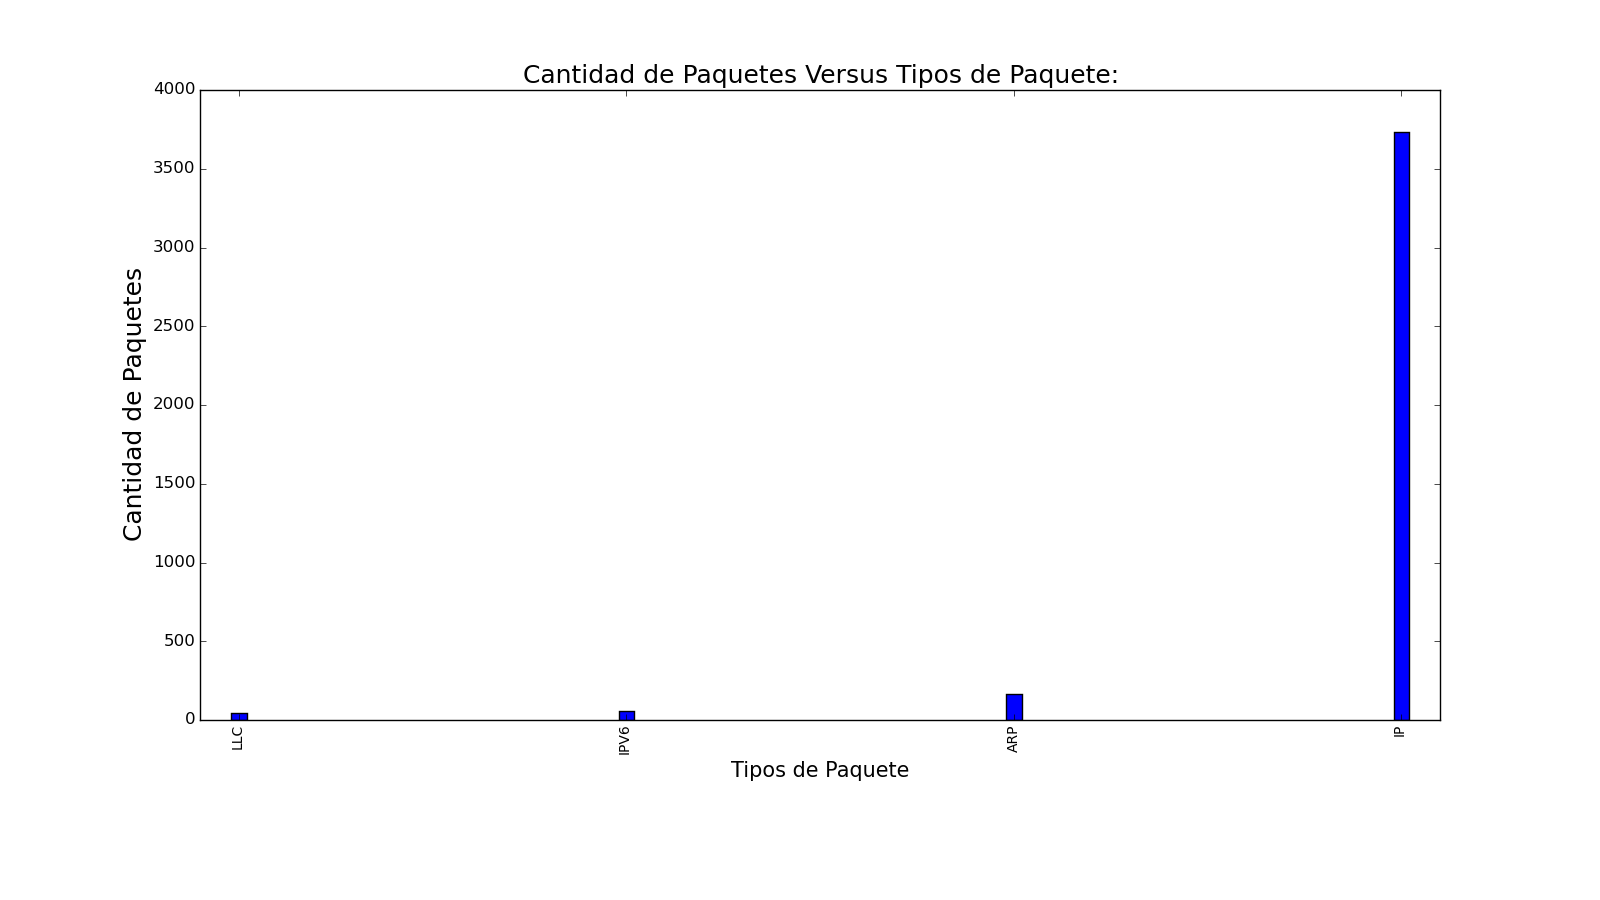 Cantidad de Paquetes Versus Tipos de Paquete:
4000
3500
3000
2500
2000
1500
1000
500
0
Cantidad de Paquetes
LLC
IPV6
ARP
IP
Tipos de Paquete